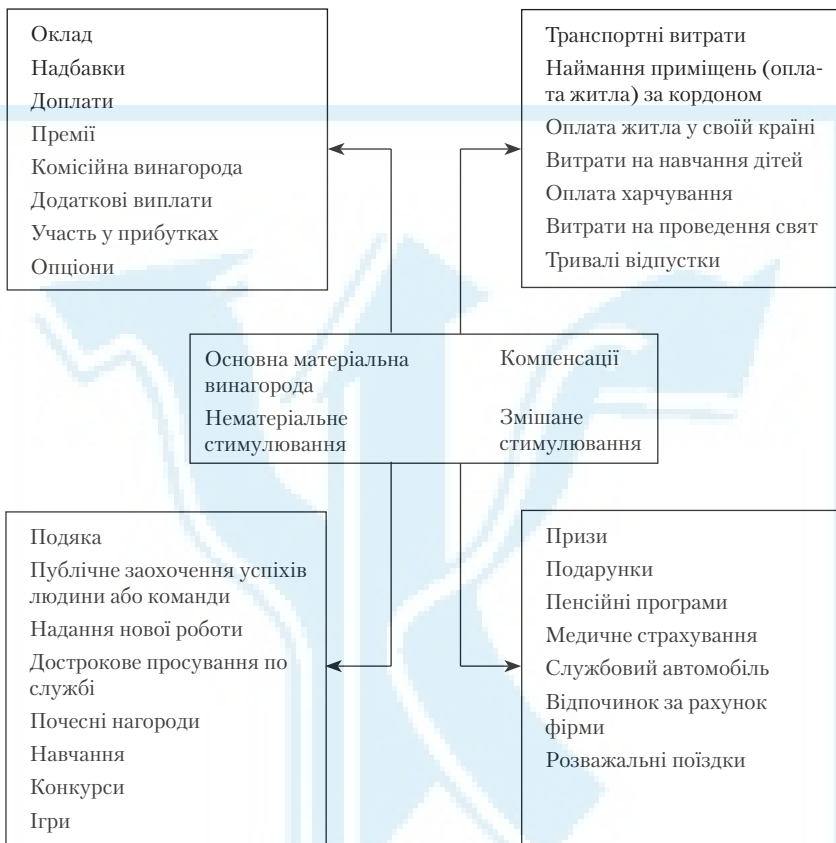 Оклад
Надбавки
Доплати
Премії
Комісійна винагорода
Додаткові виплати
Участь у прибутках
Опціони
Транспортні витрати
Наймання приміщень (опла-
та житла) за кордоном
Оплата житла у своїй країні
Витрати на навчання дітей
Оплата харчування
Витрати на проведення свят
Тривалі відпустки
Основна матеріальна
винагорода
Компенсації
Нематеріальне
стимулювання
Змішане
стимулювання
Подяка
Публічне заохочення успіхів
людини або команди
Надання нової роботи
Дострокове просування по
службі
Почесні нагороди
Навчання
Конкурси
Ігри
Призи
Подарунки
Пенсійні програми
Медичне страхування
Службовий автомобіль
Відпочинок за рахунок
фірми
Розважальні поїздки